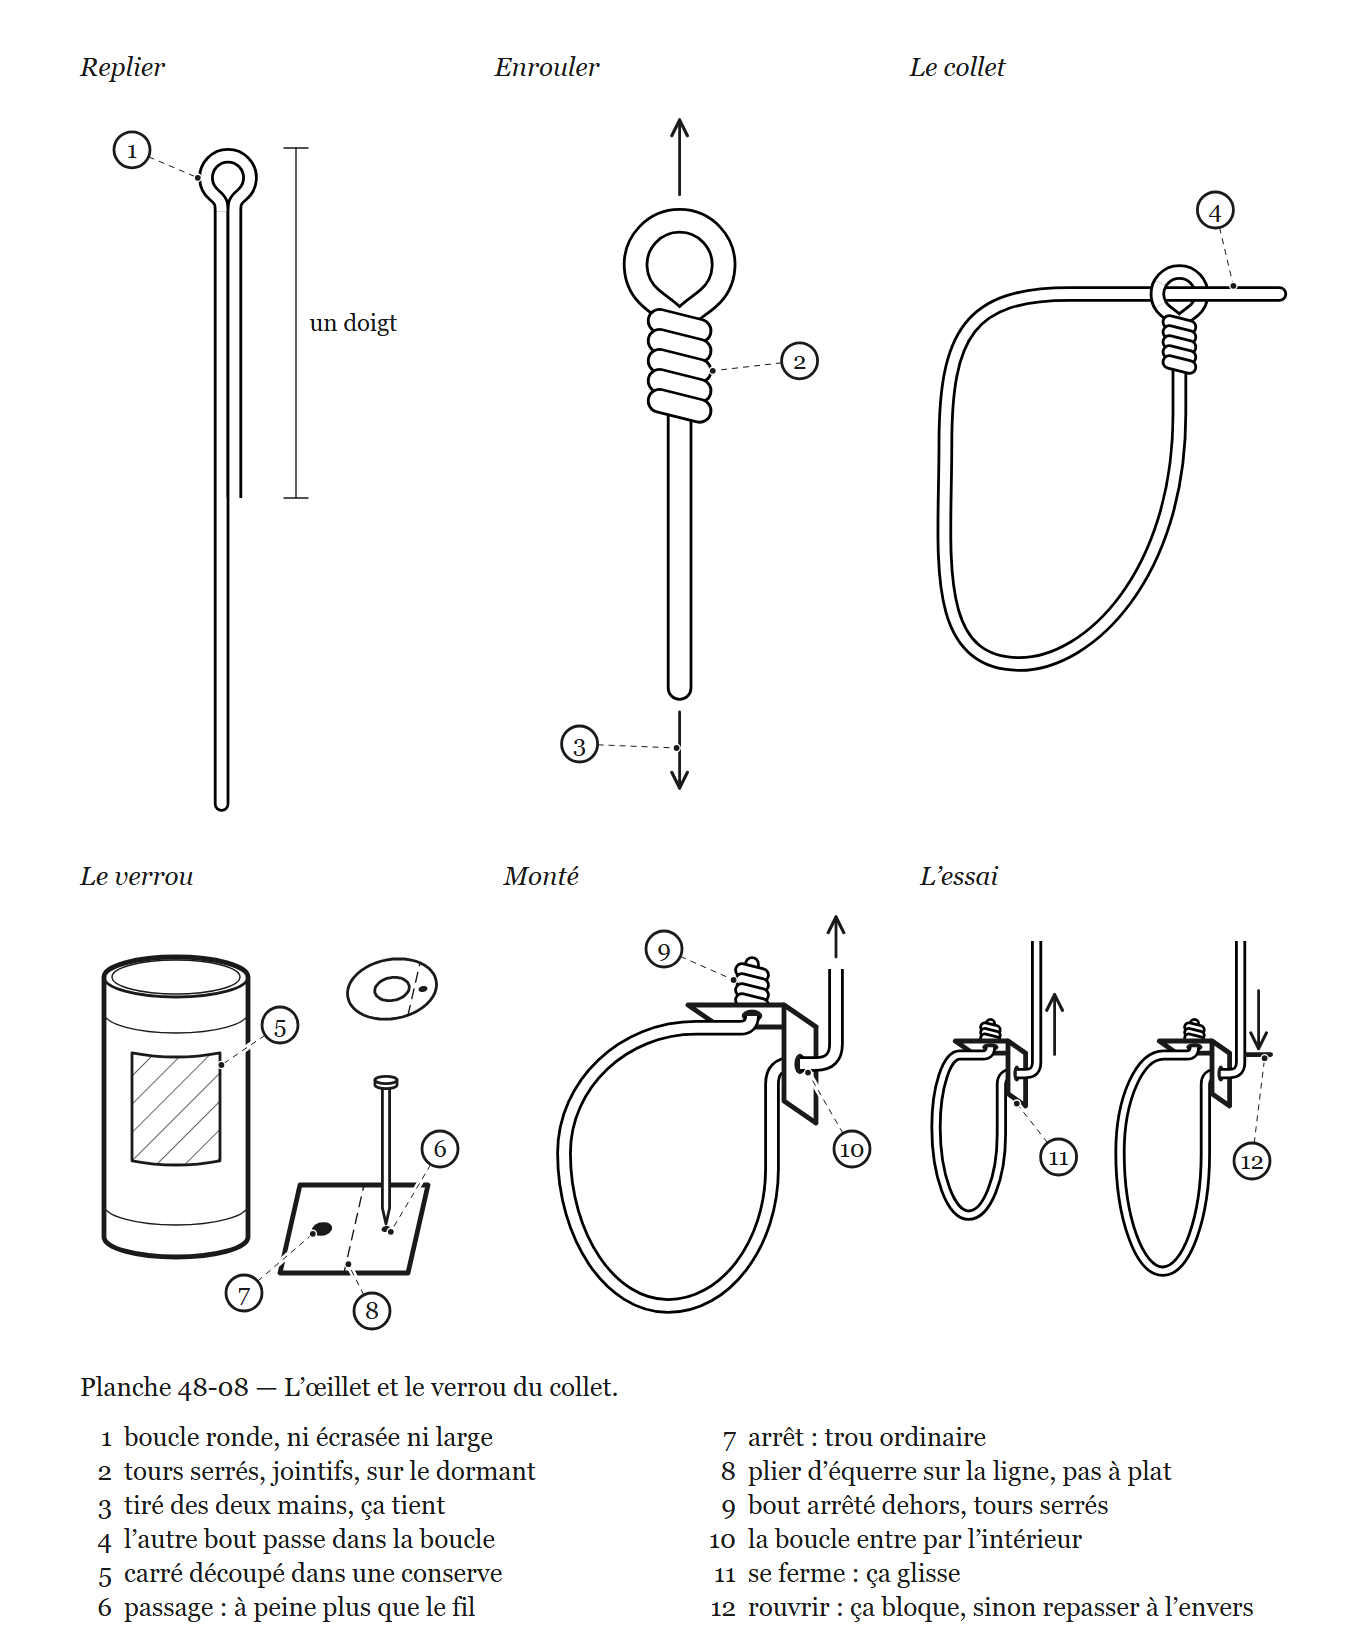 Replier
Enrouler
Le collet
1
4
un doigt
2
3
Le verrou
Monté
L’essai
9
5
6
10
11
12
7
8
Planche 48-08 — L’œillet et le verrou du collet.
1 boucle ronde, ni écrasée ni large
2 tours serrés, jointifs, sur le dormant
3 tiré des deux mains, ça tient
4 l’autre bout passe dans la boucle
5 carré découpé dans une conserve
6 passage : à peine plus que le fil
7 arrêt : trou ordinaire
8 plier d’équerre sur la ligne, pas à plat
9 bout arrêté dehors, tours serrés
10 la boucle entre par l’intérieur
11 se ferme : ça glisse
12 rouvrir : ça bloque, sinon repasser à l’envers